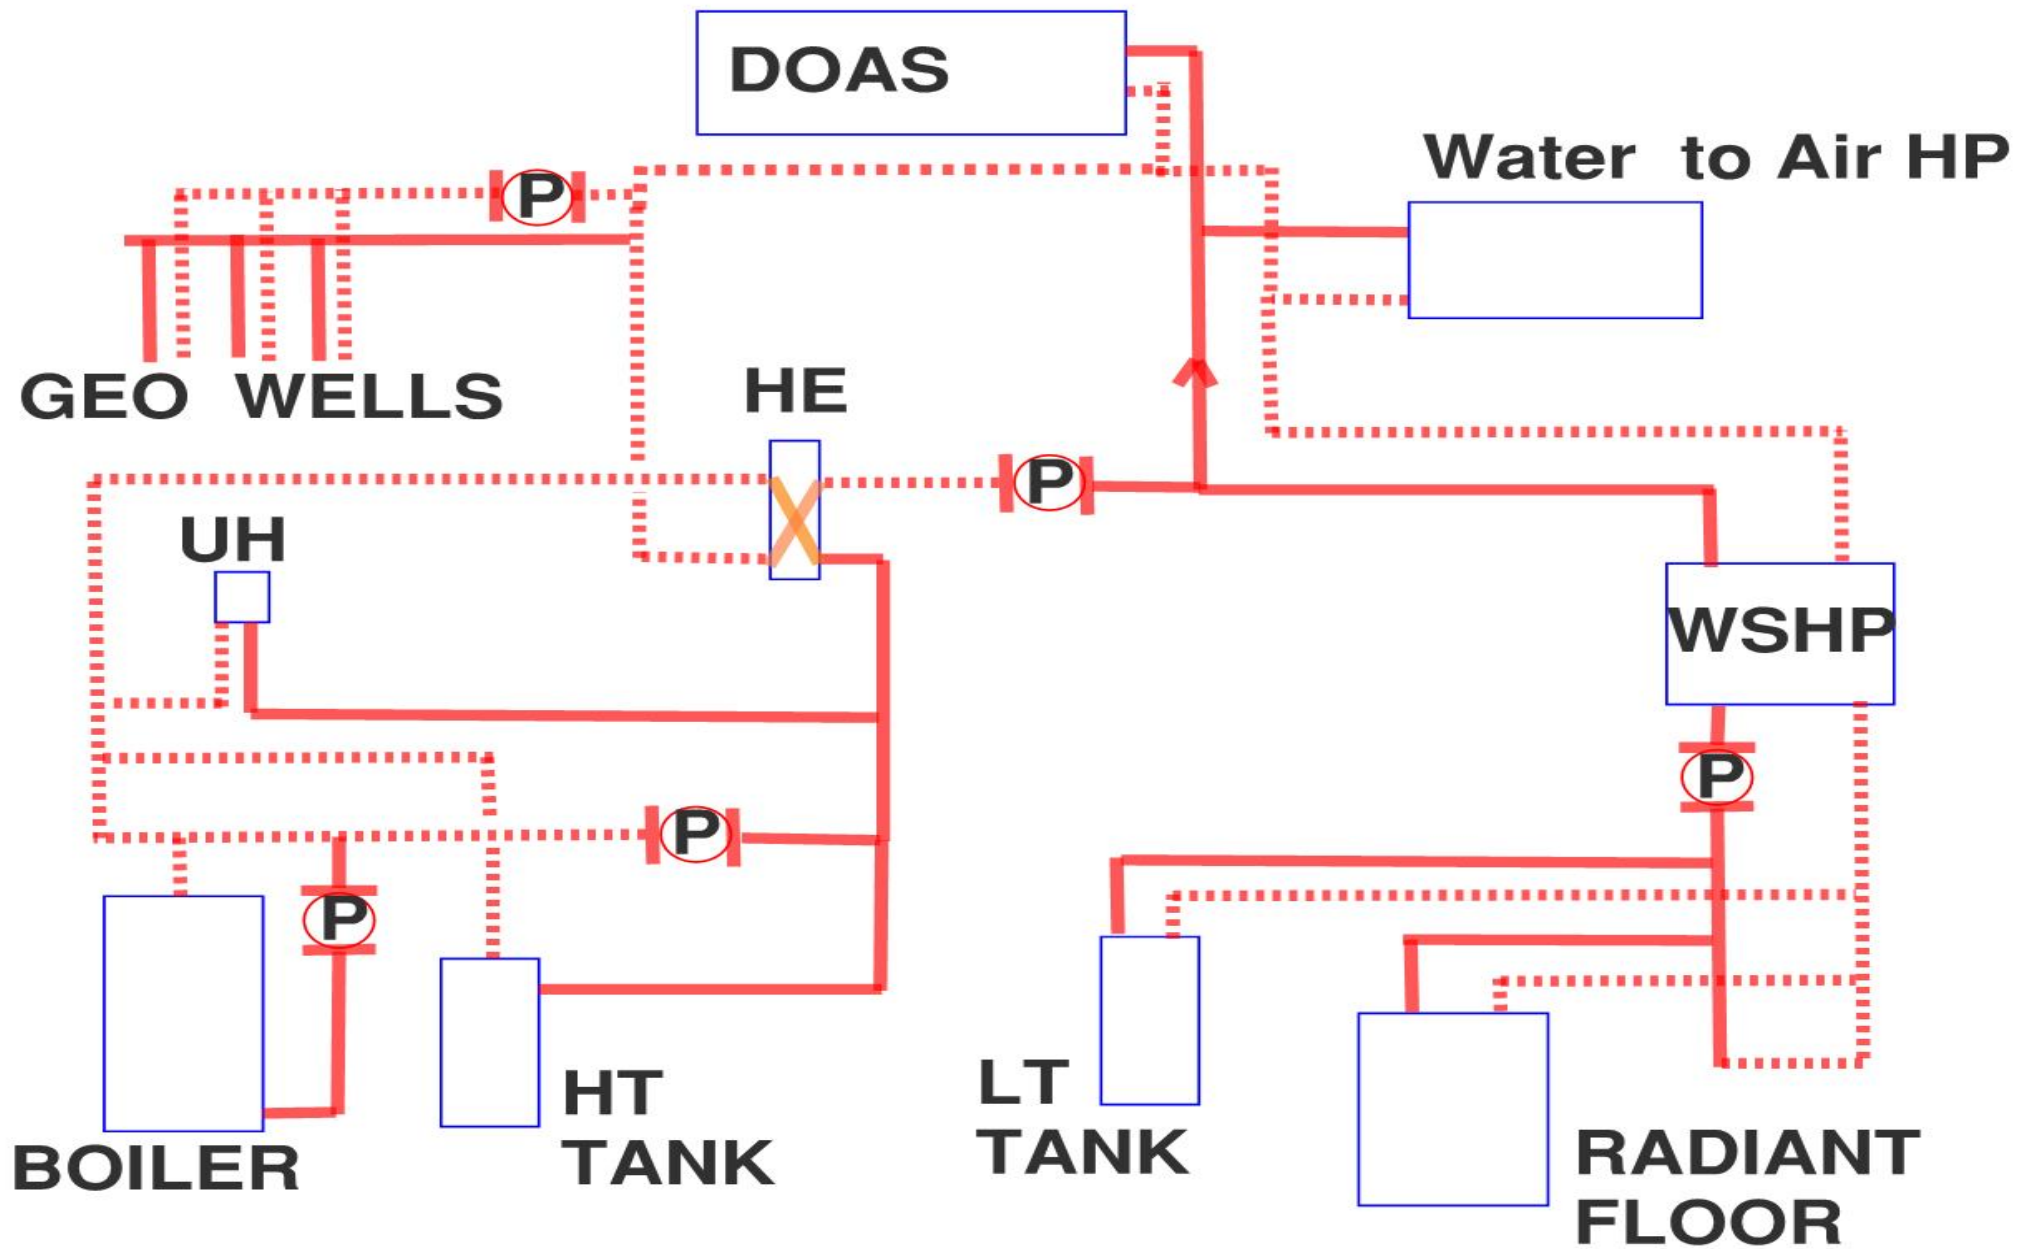 DOAS
Water to Air HP
P
GEO WELLS
HE
P
UH
WSHP
P
P
P
HT
TANK
LT
TANK
BOILER
RADIANT
FLOOR